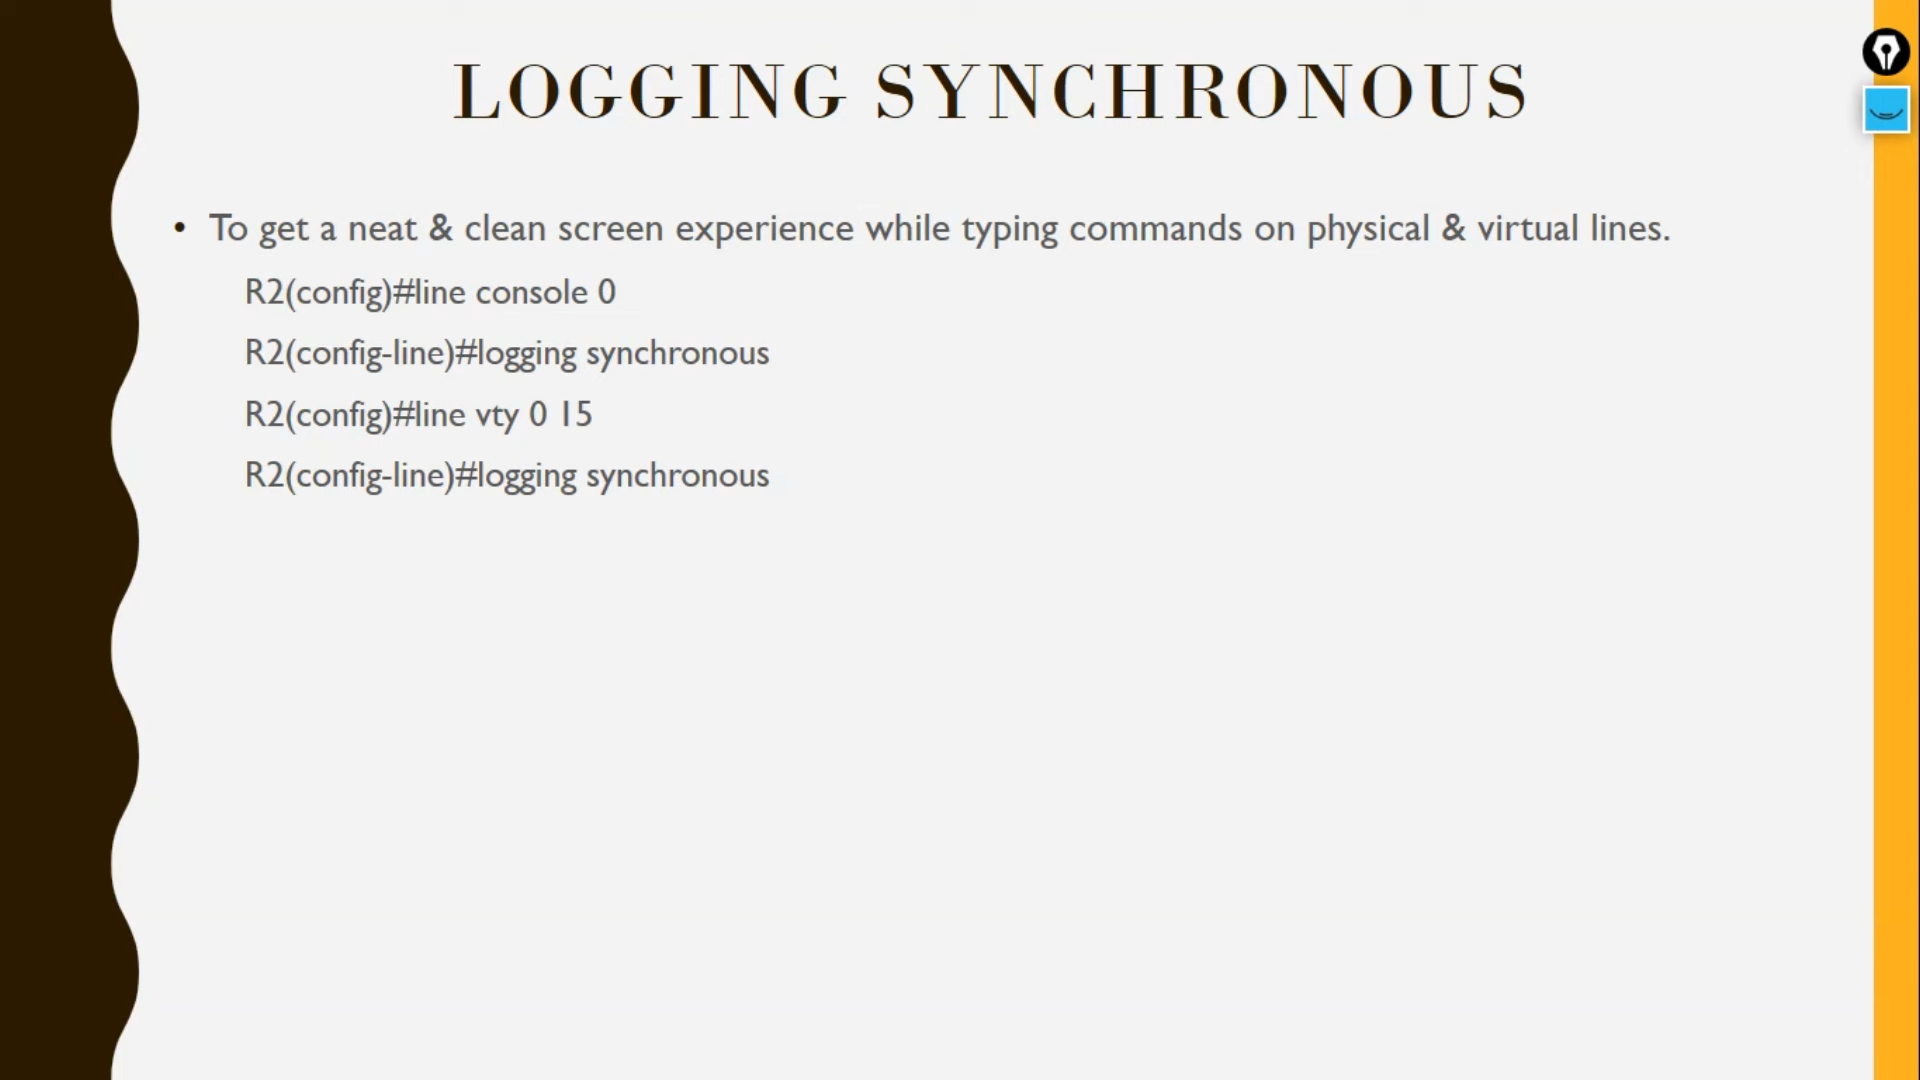 LOGGING SYNCHRONOUS
• To get a neat & clean screen experience while typing commands on physical & virtual lines.
R2(config)#line console 0
R2(config-line)#logging synchronous
R2(config)#line vty 0 15
R2(config-line)#logging synchronous